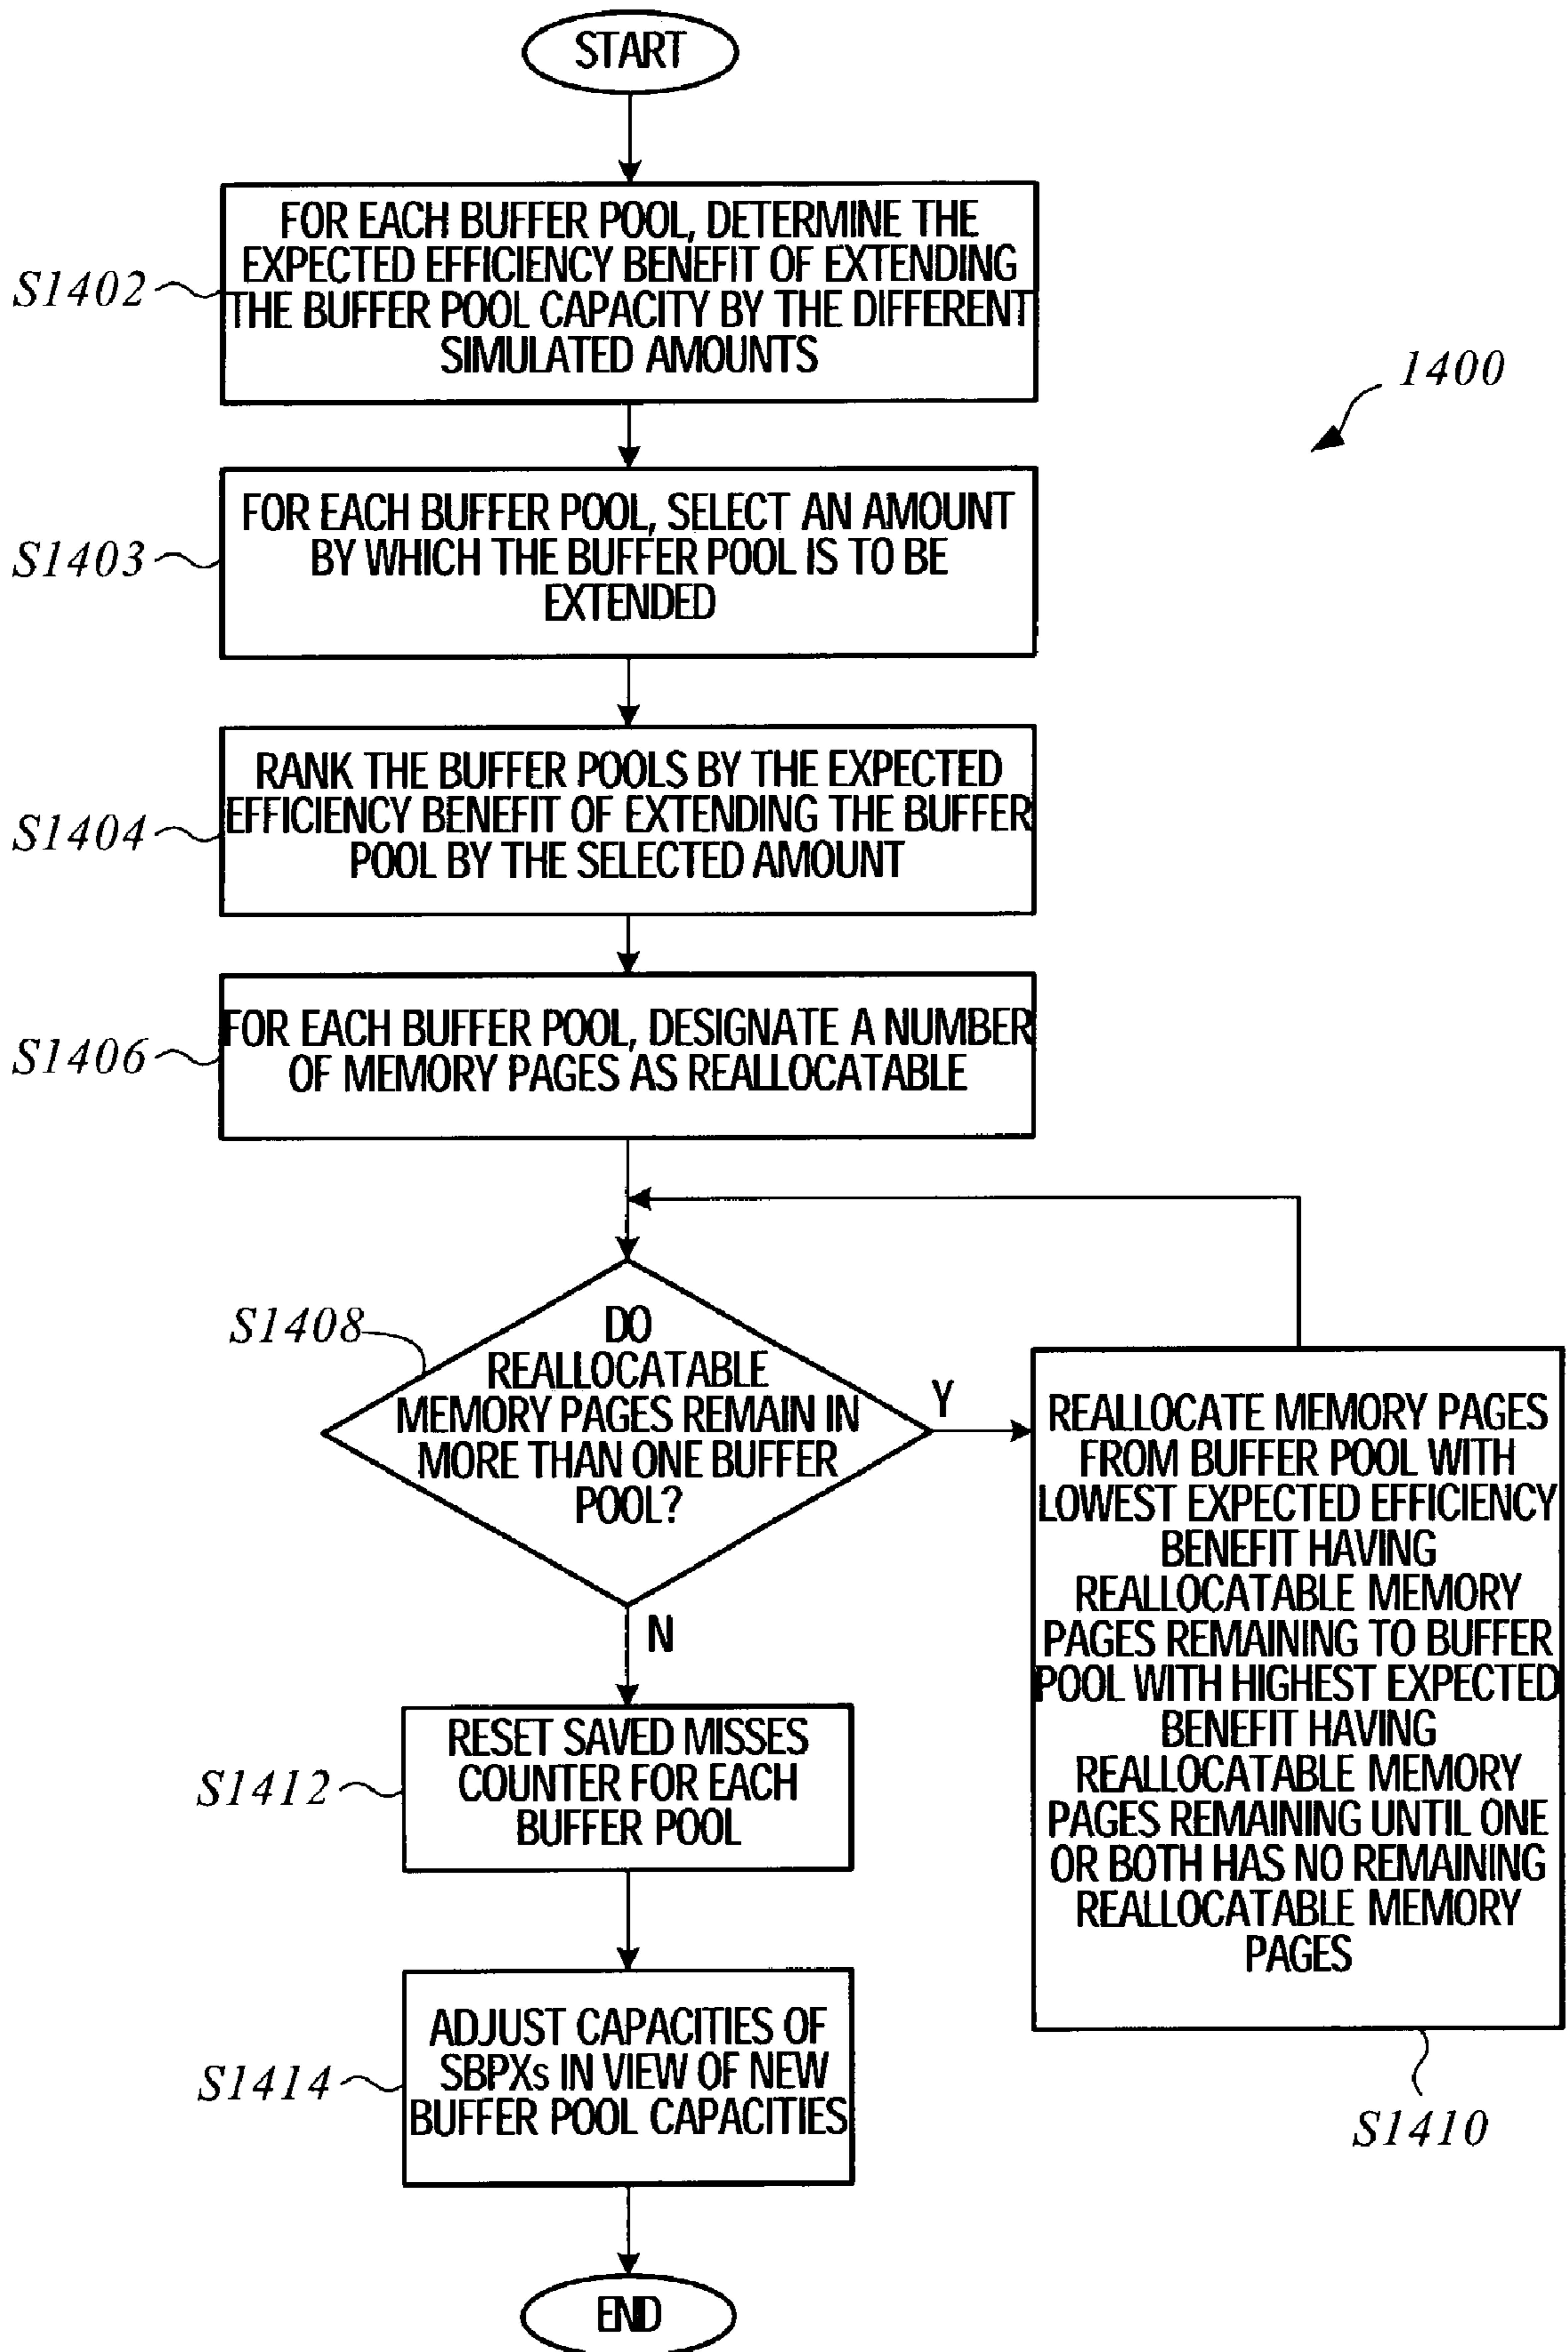 START
FOR EACH BUFFER POOL, DETERMINE THE
EXPECTED EFFICIENCY BENEFIT OF EXTENDING
THE BUFFER POOL CAPACITY BY THE DIFFERENT
SIMULATED AMOUNTS
S1402
1400
FOR EACH BUFFER POOL, SELECT AN AMOUNT
BY WHICH THE BUFFER POOL IS TO BE
EXTENDED
S1403
RANK THE BUFFER POOLS BY THE EXPECTED
EFFICIENCY BENEFIT OF EXTENDING THE BUFFER
POOL BY THE SELECTED AMOUNT
S1404
FOR EACH BUFFER POOL, DESIGNATE A NUMBER
OF MEMORY PAGES AS REALLOCATABLE
S1406
S1408
DO
REALLOCATABLE
MEMORY PAGES REMAIN IN
MORE THAN ONE BUFFER
POOL?
Y
REALLOCATE MEMORY PAGES
FROM BUFFER POOL WITH
LOWEST EXPECTED EFFICIENCY
BENEFIT HAVING
REALLOCATABLE MEMORY
PAGES REMAINING TO BUFFER
POOL WITH HIGHEST EXPECTED
BENEFIT HAVING
REALLOCATABLE MEMORY
PAGES REMAINING UNTIL ONE
OR BOTH HAS NO REMAINING
REALLOCATABLE MEMORY
PAGES
S1410
N
RESET SAVED MISSES
COUNTER FOR EACH
BUFFER POOL
S1412
ADJUST CAPACITIES OF
SBPXs IN VIEW OF NEW
BUFFER POOL CAPACITIES
S1414
END